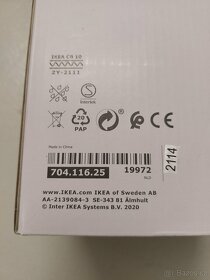 IKEA CB 10
2Y-2111
Intertek
20
PAP
Made in China
704.116.25
19972
2114
www.IKEA.com IKEA of Sweden AB
AA-2139084-3 SE-343 81 Älmhult
© Inter IKEA Systems B.V. 2020